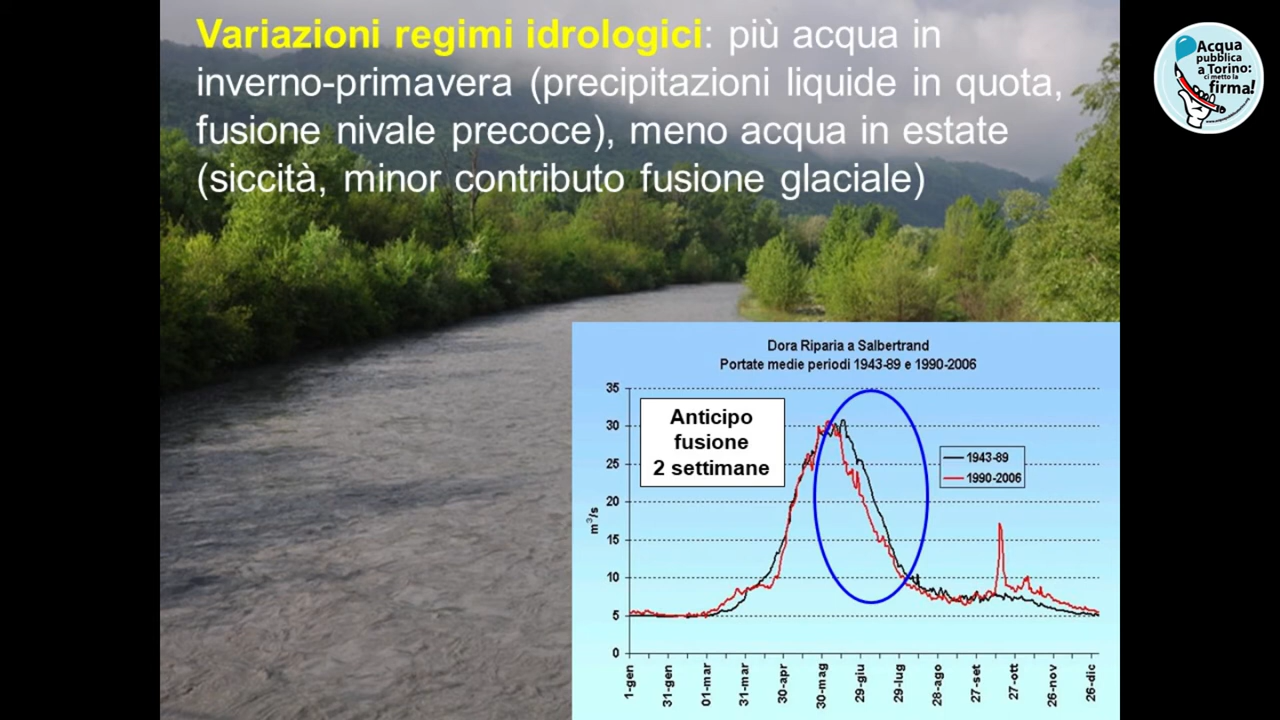 Variazioni regimi idrologici: più acqua in
inverno-primavera (precipitazioni liquide in quota,
fusione nivale precoce), meno acqua in estate
(siccità, minor contributo fusione glaciale)
Acqua
pubblica
a Torino:
ci metto la
firma!
Dora Riparia a Salbertrand
Portate medie periodi 1943-89 e 1990-2006
Anticipo
fusione
2 settimane
1943-89
1990-2006
m³/s
35
30
25
20
15
10
5
0
1-gen
31-gen
01-mar
31-mar
30-apr
30-mag
29-giu
29-lug
28-ago
27-set
27-ott
26-nov
26-dic